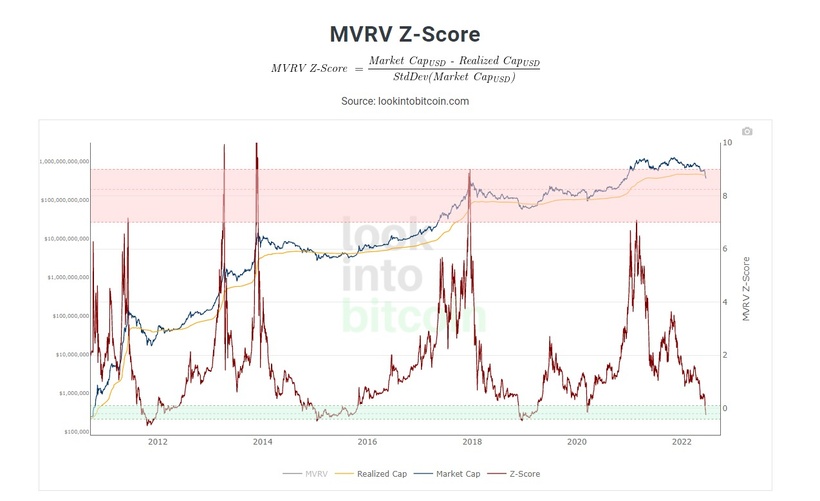 MVRV Z-Score
MVRV Z-Score = Market Cap_USD - Realized Cap_USD
StdDev(Market Cap_USD)
Source: lookintobitcoin.com
10
1,000,000,000,000
$100,000,000,000
8
$10,000,000,000
look
6
$1,000,000,000
into
MVRV Z-Score
4
$100,000,000
bitcoin
$10,000,000
2
$1,000,000
0
$100,000
2012
2014
2016
2018
2020
2022
MVRV
Realized Cap
Market Cap
Z-Score